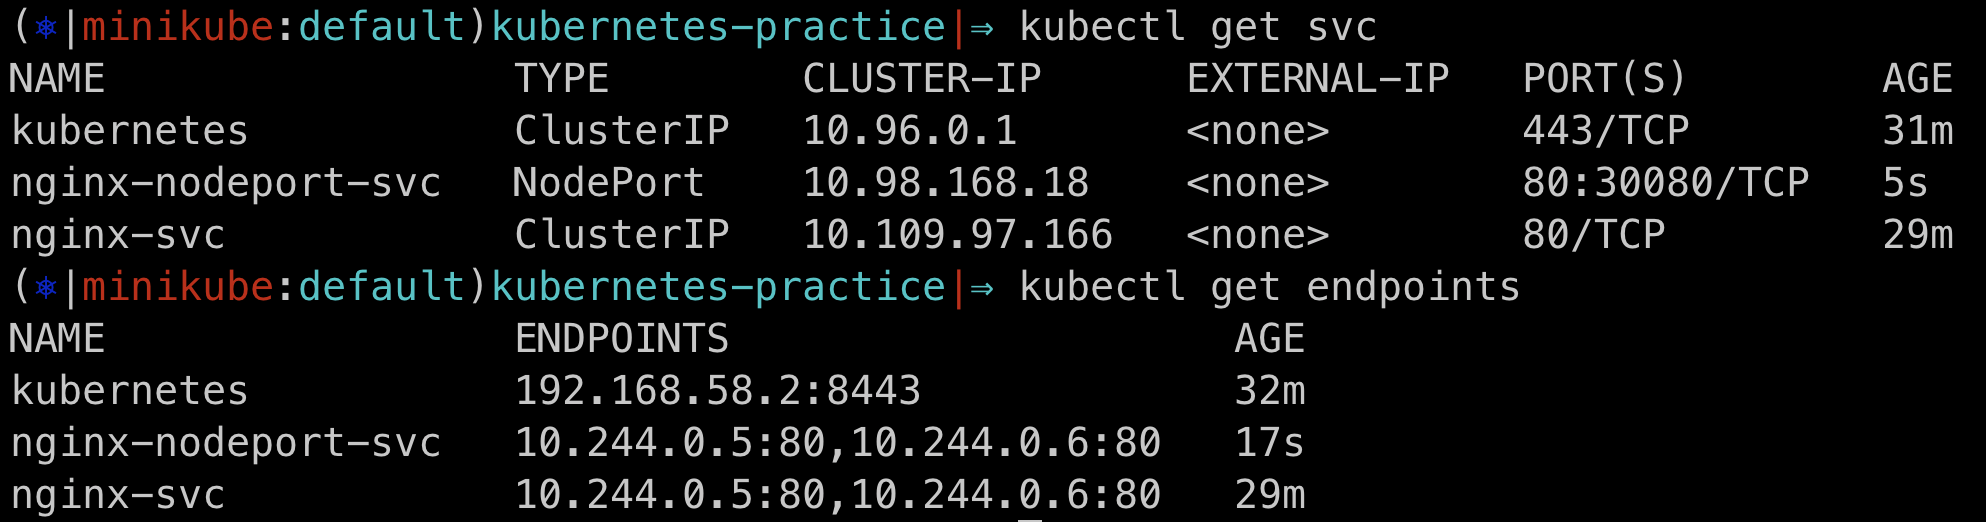 (⎈|minikube:default)kubernetes-practice|⇒ kubectl get svc
NAME                 TYPE        CLUSTER-IP      EXTERNAL-IP   PORT(S)        AGE
kubernetes           ClusterIP   10.96.0.1       <none>        443/TCP        31m
nginx-nodeport-svc   NodePort    10.98.168.18    <none>        80:30080/TCP   5s
nginx-svc            ClusterIP   10.109.97.166   <none>        80/TCP         29m
(⎈|minikube:default)kubernetes-practice|⇒ kubectl get endpoints
NAME                 ENDPOINTS                     AGE
kubernetes           192.168.58.2:8443             32m
nginx-nodeport-svc   10.244.0.5:80,10.244.0.6:80   17s
nginx-svc            10.244.0.5:80,10.244.0.6:80   29m